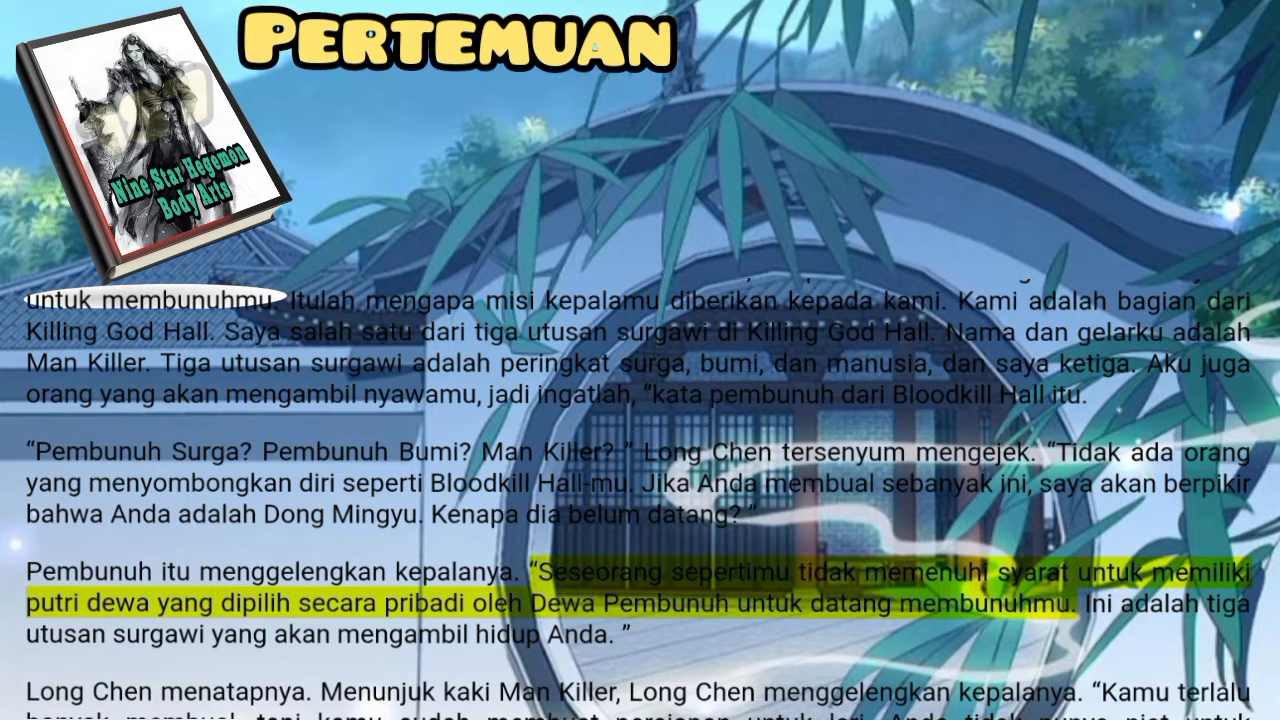 PERTEMUAN
Nine Star Hegemon
Body Arts
untuk membunuhmu. Itulah mengapa misi kepalamu diberikan kepada kami. Kami adalah bagian dari
Killing God Hall. Saya salah satu dari tiga utusan surgawi di Killing God Hall. Nama dan gelarku adalah
Man Killer. Tiga utusan surgawi adalah peringkat surga, bumi, dan manusia, dan saya ketiga. Aku juga
orang yang akan mengambil nyawamu, jadi ingatlah, ”kata pembunuh dari Bloodkill Hall itu.
“Pembunuh Surga? Pembunuh Bumi? Man Killer? ” Long Chen tersenyum mengejek. “Tidak ada orang
yang menyombongkan diri seperti Bloodkill Hall-mu. Jika Anda membual sebanyak ini, saya akan berpikir
bahwa Anda adalah Dong Mingyu. Kenapa dia belum datang? ”
Pembunuh itu menggelengkan kepalanya. “Seseorang sepertimu tidak memenuhi syarat untuk memiliki
putri dewa yang dipilih secara pribadi oleh Dewa Pembunuh untuk datang membunuhmu. Ini adalah tiga
utusan surgawi yang akan mengambil hidup Anda. ”
Long Chen menatapnya. Menunjuk kaki Man Killer, Long Chen menggelengkan kepalanya. “Kamu terlalu